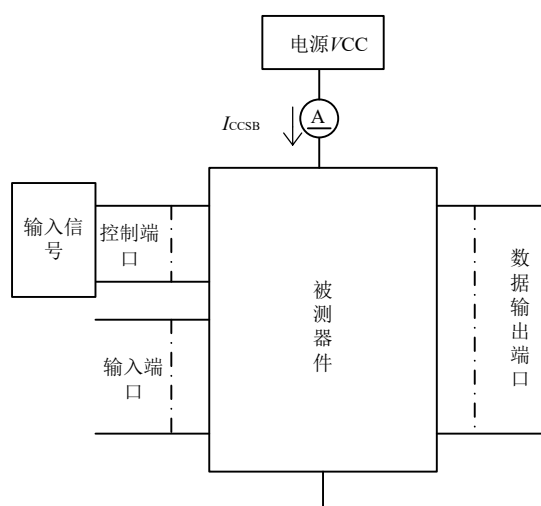 电源VCC
A
ICCSB
输入信
号
控制端
口
被
测
器
件
数
据
输
出
端
口
输入端
口